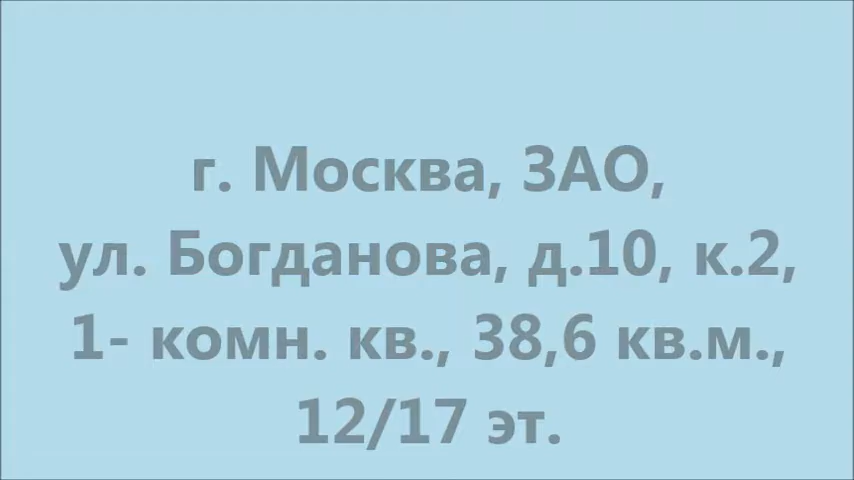 г. Москва, ЗАО,
ул. Богданова, д.10, к.2,
1- комн. кв., 38,6 кв.м.,
12/17 эт.